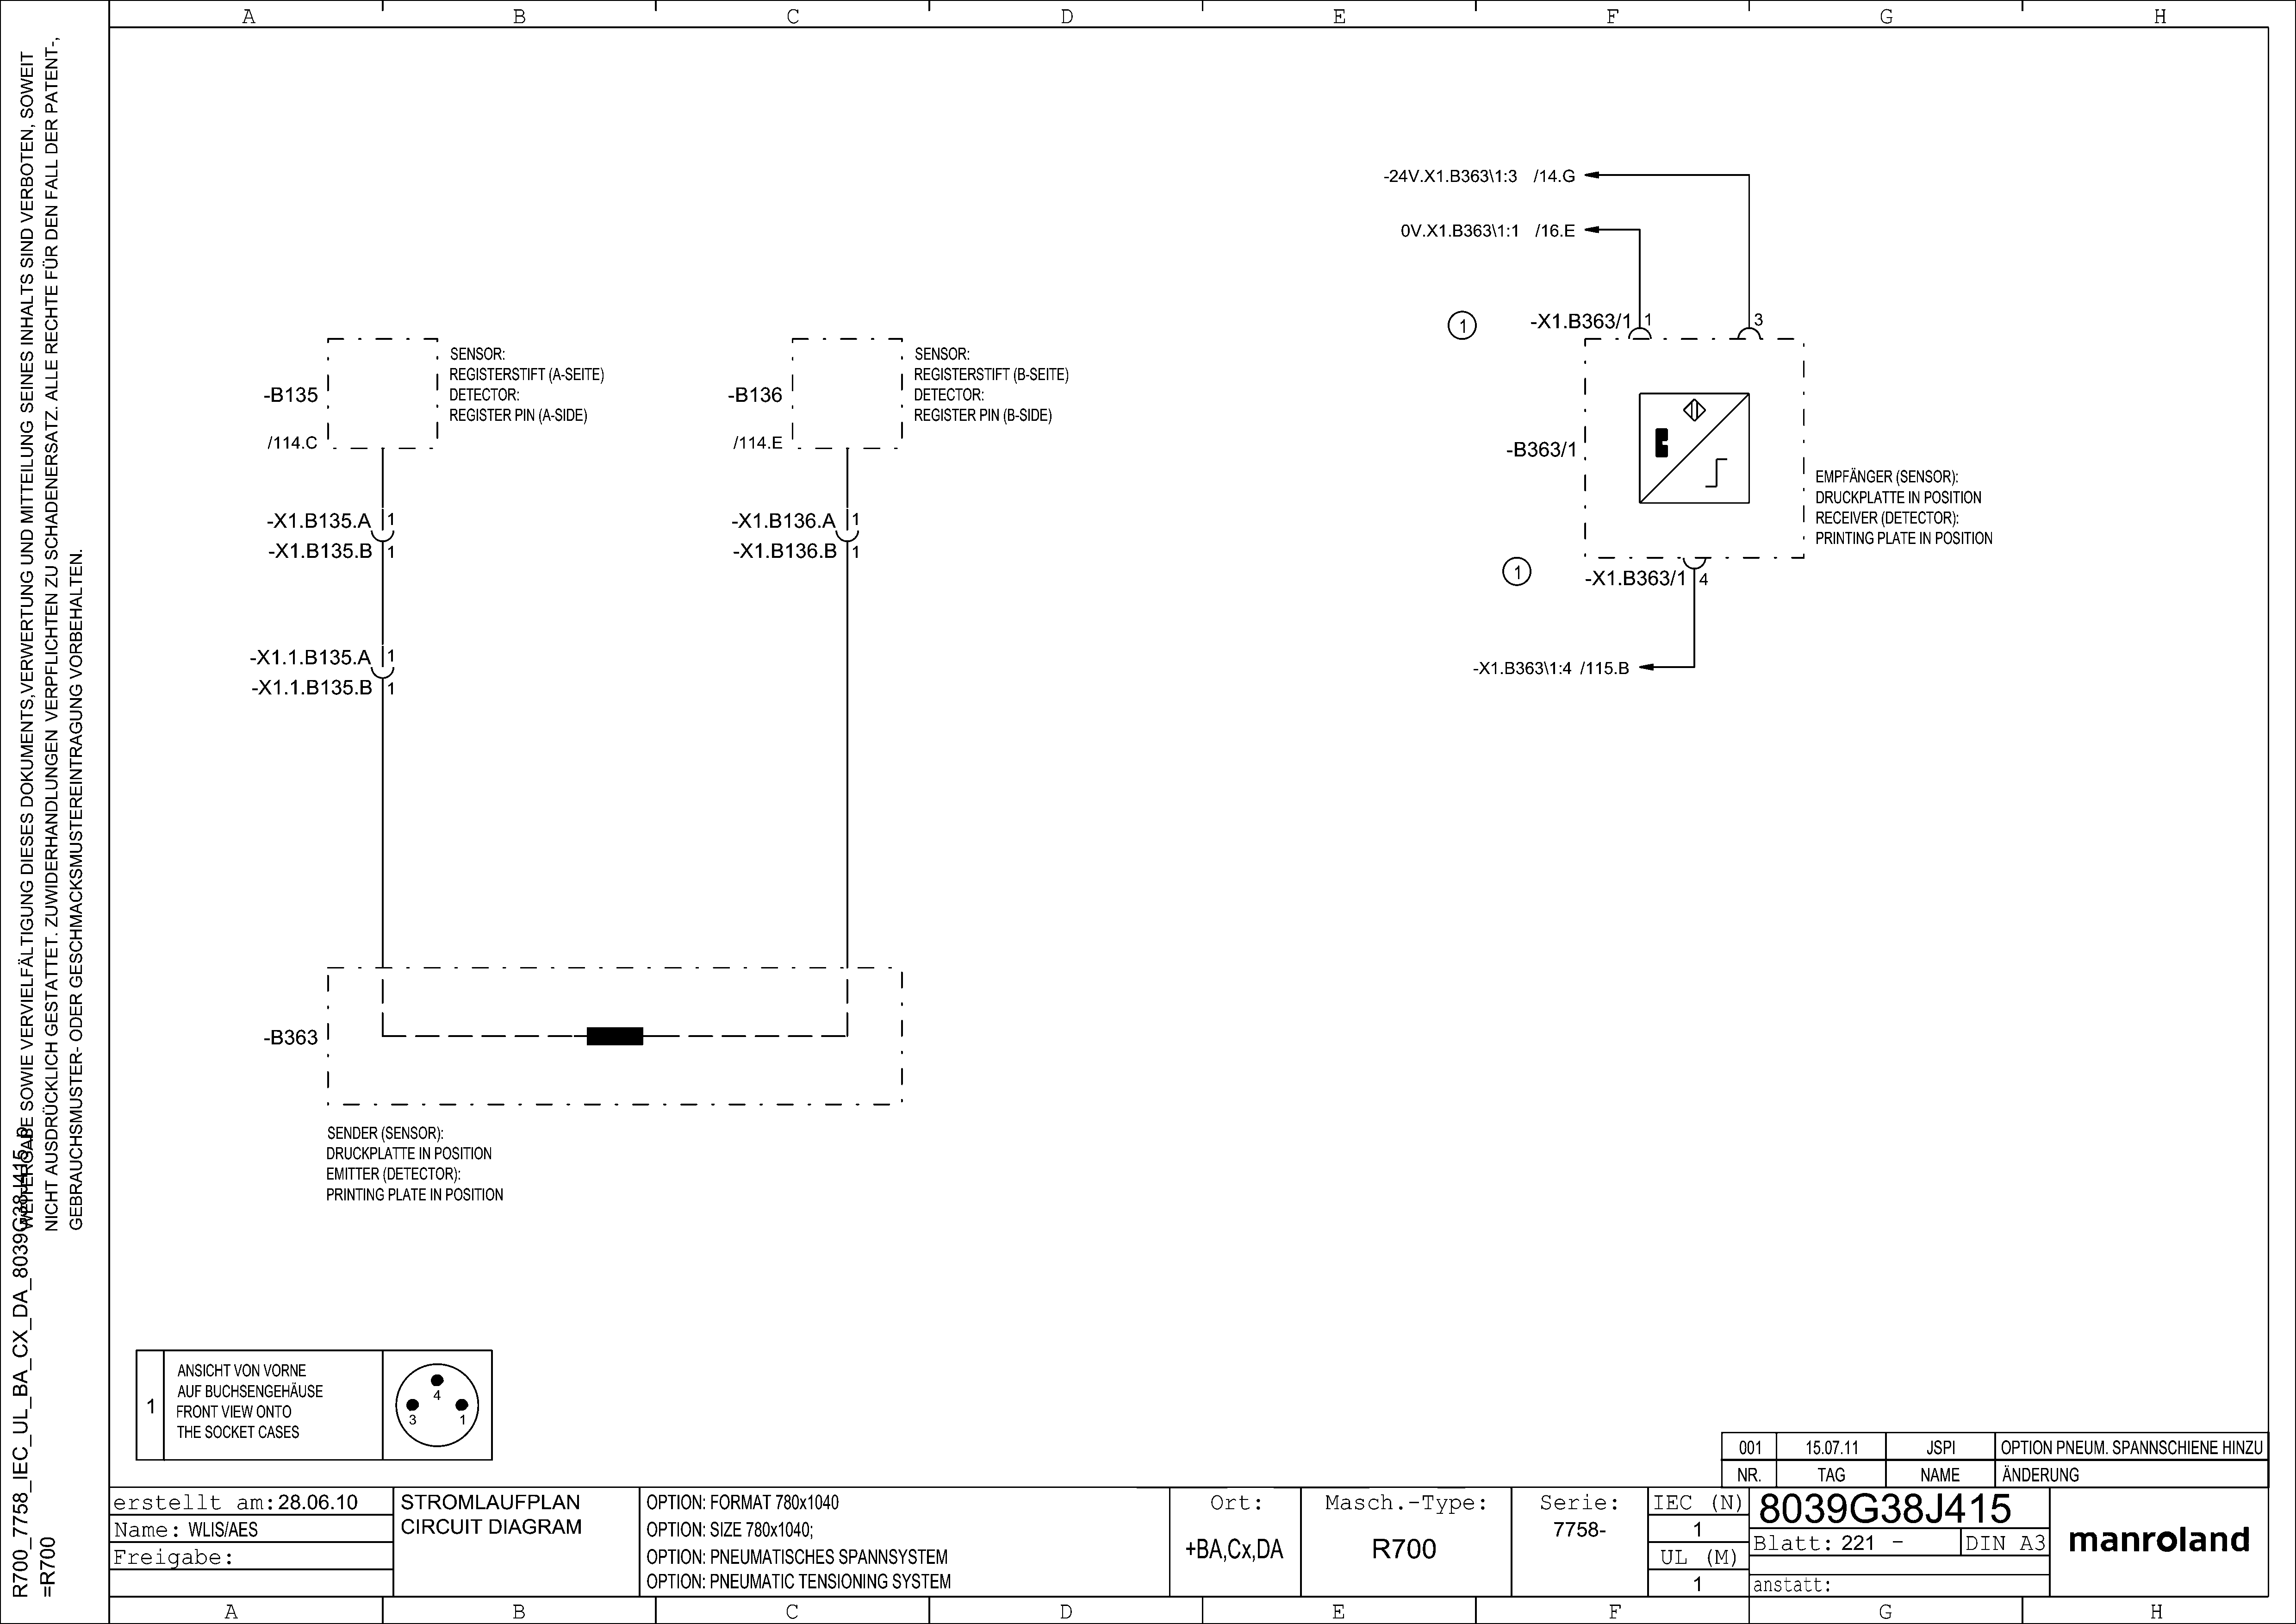 A B C D E F G H
WEITERGABE SOWIE VERVIELFÄLTIGUNG DIESES DOKUMENTS,VERWERTUNG UND MITTEILUNG SEINES INHALTS SIND VERBOTEN, SOWEIT
NICHT AUSDRÜCKLICH GESTATTET. ZUWIDERHANDLUNGEN VERPFLICHTEN ZU SCHADENERSATZ. ALLE RECHTE FÜR DEN FALL DER PATENT-,
GEBRAUCHSMUSTER- ODER GESCHMACKSMUSTEREINTRAGUNG VORBEHALTEN.
R700_7758_IEC_UL_BA_CX_DA_8039G38J415_p
=R700
-24V.X1.B363\1:3 /14.G
0V.X1.B363\1:1 /16.E
1
-X1.B363/1 1
3
-B135
/114.C
SENSOR:
REGISTERSTIFT (A-SEITE)
DETECTOR:
REGISTER PIN (A-SIDE)
-B136
/114.E
SENSOR:
REGISTERSTIFT (B-SEITE)
DETECTOR:
REGISTER PIN (B-SIDE)
-B363/1
EMPFÄNGER (SENSOR):
DRUCKPLATTE IN POSITION
RECEIVER (DETECTOR):
PRINTING PLATE IN POSITION
-X1.B135.A 1
-X1.B135.B 1
-X1.B136.A 1
-X1.B136.B 1
1
-X1.B363/1 4
-X1.1.B135.A 1
-X1.1.B135.B 1
-X1.B363\1:4 /115.B
-B363
SENDER (SENSOR):
DRUCKPLATTE IN POSITION
EMITTER (DETECTOR):
PRINTING PLATE IN POSITION
1
ANSICHT VON VORNE
AUF BUCHSENGEHÄUSE
FRONT VIEW ONTO
THE SOCKET CASES
4
3 1
001 15.07.11 JSPI OPTION PNEUM. SPANNSCHIENE HINZU
NR. TAG NAME ÄNDERUNG
erstellt am: 28.06.10
Name: WLIS/AES
Freigabe:
STROMLAUFPLAN
CIRCUIT DIAGRAM
OPTION: FORMAT 780x1040
OPTION: SIZE 780x1040;
OPTION: PNEUMATISCHES SPANNSYSTEM
OPTION: PNEUMATIC TENSIONING SYSTEM
Ort:
+BA,Cx,DA
Masch.-Type:
R700
Serie:
7758-
IEC (N)
1
UL (M)
1
8039G38J415
Blatt: 221 -
DIN A3
anstatt:
manroland
A B C D E F G H